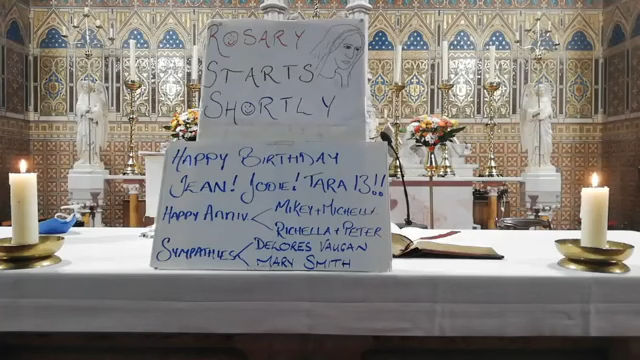 ROSARY
STARTS
SHORTLY
HAPPY BIRTHDAY
JEAN! JODIE! TARA 13!!
HAPPY ANNIV < MIKEY + MICHELLE
RICHELLA + PETER
SYMPATHIES < DELORES VAUGAN
MARY SMITH